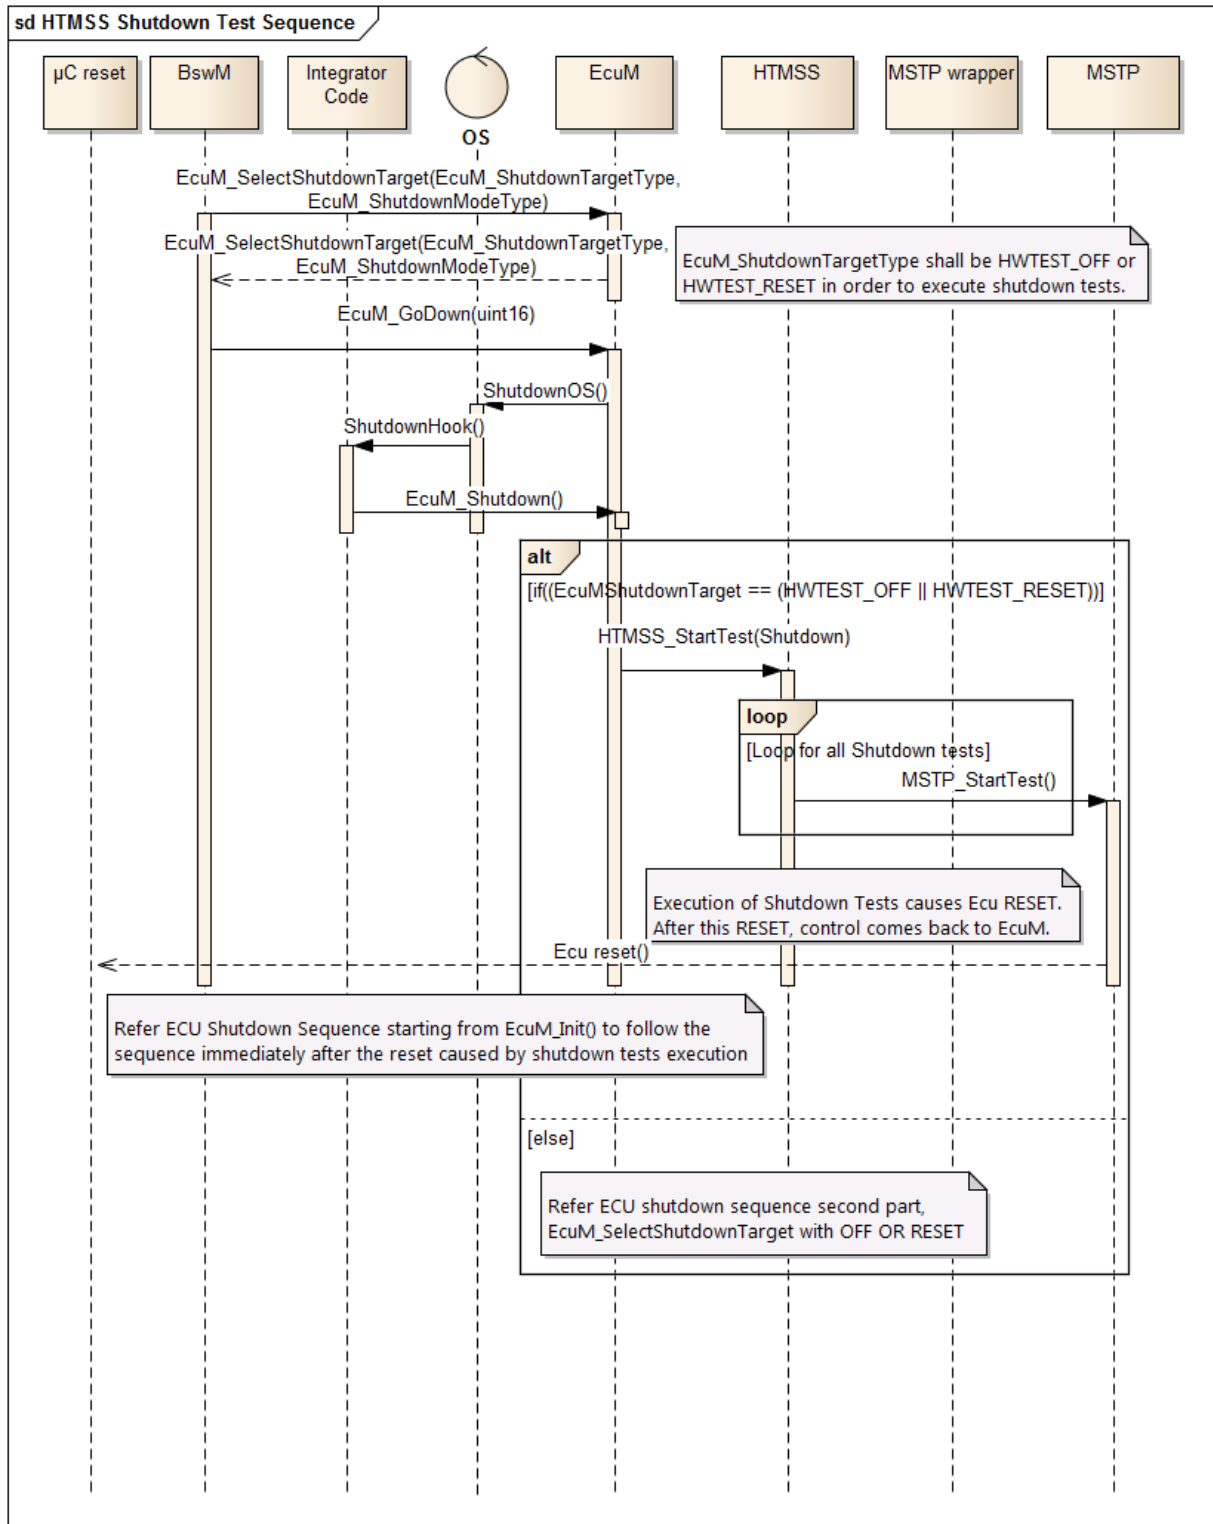 sd HTMSS Shutdown Test Sequence
µC reset
BswM
Integrator
Code
OS
EcuM
HTMSS
MSTP wrapper
MSTP
EcuM_SelectShutdownTarget(EcuM_ShutdownTargetType,
EcuM_ShutdownModeType)
EcuM_SelectShutdownTarget(EcuM_ShutdownTargetType,
EcuM_ShutdownModeType)
EcuM_ShutdownTargetType shall be HWTEST_OFF or
HWTEST_RESET in order to execute shutdown tests.
EcuM_GoDown(uint16)
ShutdownOS()
ShutdownHook()
EcuM_Shutdown()
alt
[if((EcuMShutdownTarget == (HWTEST_OFF || HWTEST_RESET))]
HTMSS_StartTest(Shutdown)
loop
[Loop for all Shutdown tests]
MSTP_StartTest()
Execution of Shutdown Tests causes Ecu RESET.
After this RESET, control comes back to EcuM.
Ecu reset()
Refer ECU Shutdown Sequence starting from EcuM_Init() to follow the
sequence immediately after the reset caused by shutdown tests execution
[else]
Refer ECU shutdown sequence second part,
EcuM_SelectShutdownTarget with OFF OR RESET